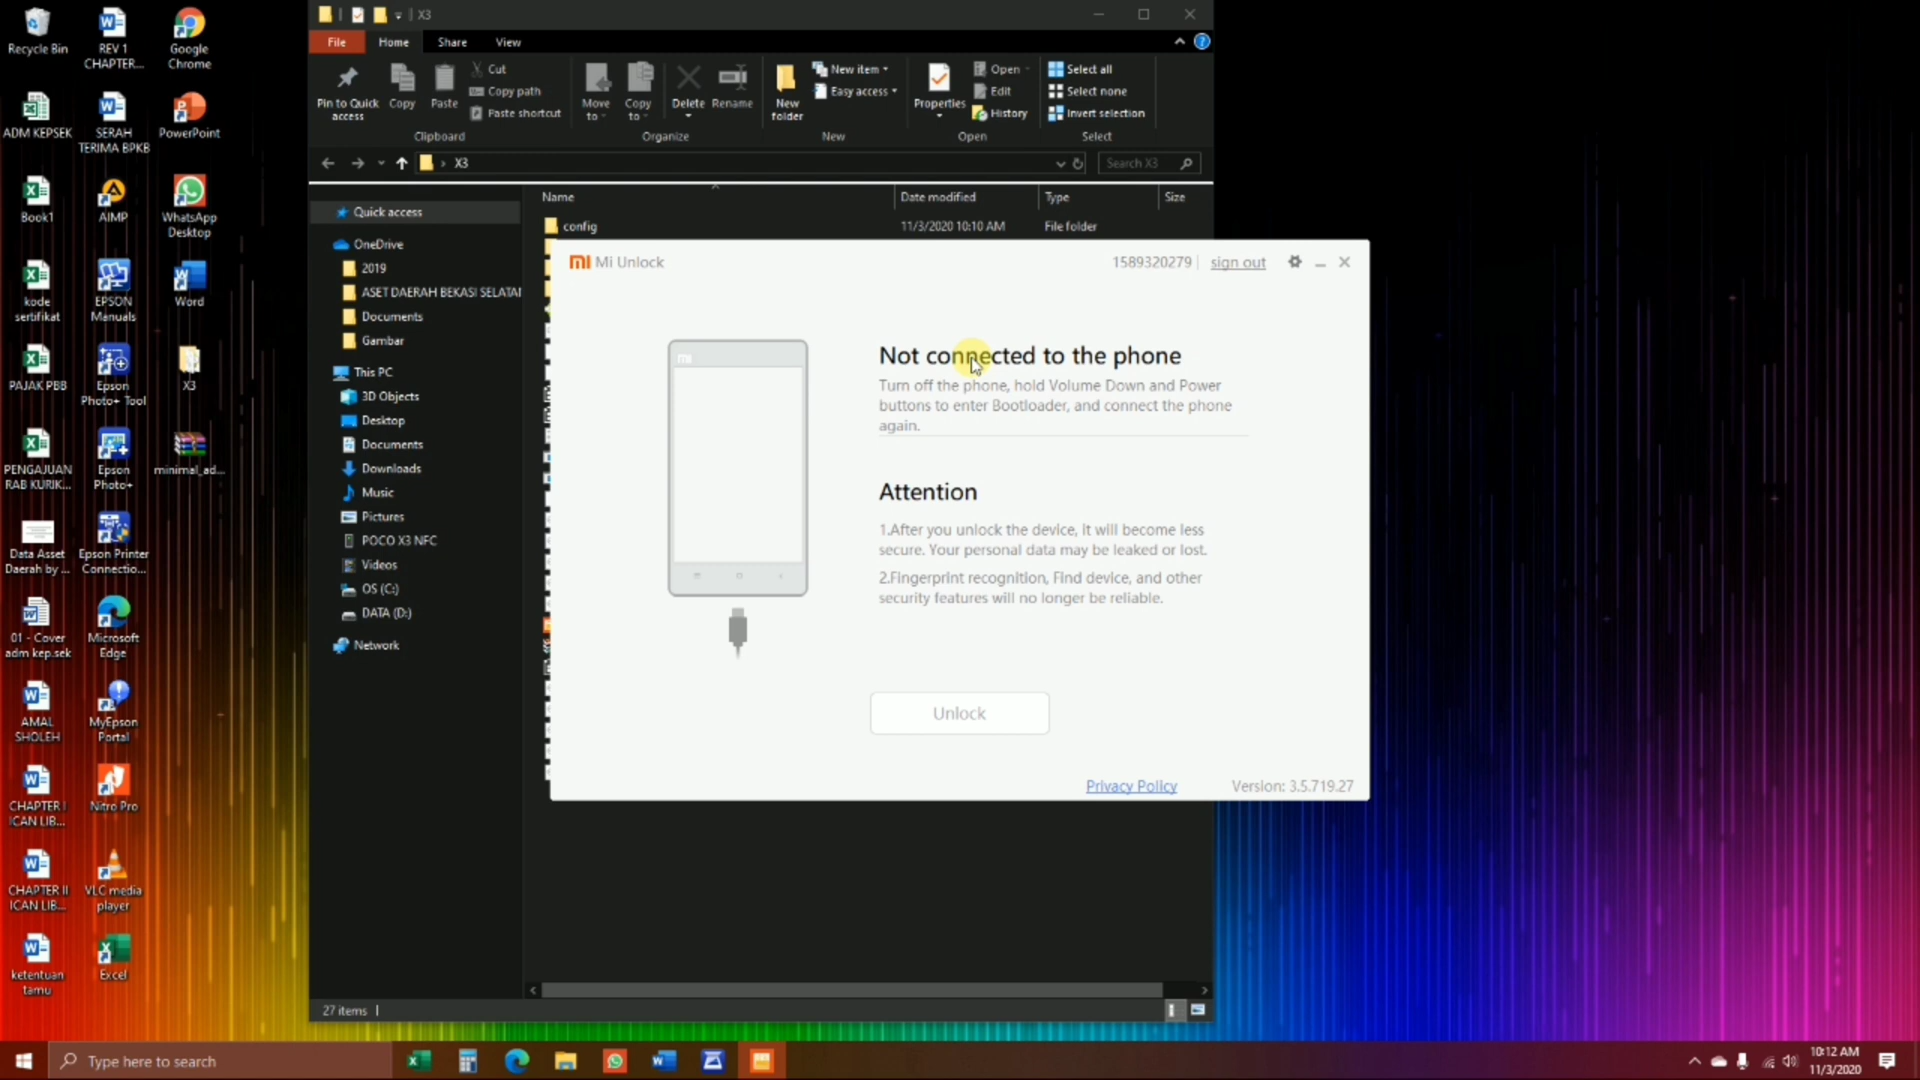 Recycle Bin
REV 1
CHAPTER...
Google
Chrome
ADM KEPSEK
SERAH
TERIMA BPKB
PowerPoint
Book1
AIMP
WhatsApp
Desktop
kode
sertifikat
EPSON
Manuals
Word
PAJAK PBB
Epson
Photo+ Tool
X3
PENGAJUAN
RAB KURIK...
Epson
Photo+
minimal_ad...
Data Asset
Daerah by ...
Epson Printer
Connectio...
01 - Cover
adm kep.sek
Microsoft
Edge
AMAL
SHOLEH
MyEpson
Portal
CHAPTER I
ICAN LIB...
Nitro Pro
CHAPTER II
ICAN LIB...
VLC media
player
ketentuan
tamu
Excel
X3
File Home Share View
Pin to Quick
access
Copy
Paste
Cut
Copy path
Paste shortcut
Clipboard
Move
to
Copy
to
Delete
Rename
Organize
New
folder
New item
Easy access
New
Properties
Open
Edit
History
Open
Select all
Select none
Invert selection
Select
X3
Search X3
Name Date modified Type Size
config 11/3/2020 10:10 AM File folder
Quick access
OneDrive
2019
ASET DAERAH BEKASI SELATAN
Documents
Gambar
This PC
3D Objects
Desktop
Documents
Downloads
Music
Pictures
POCO X3 NFC
Videos
OS (C:)
DATA (D:)
Network
27 items
Mi Unlock
1589320279 sign out
Not connected to the phone
Turn off the phone, hold Volume Down and Power
buttons to enter Bootloader, and connect the phone
again.
Attention
1.After you unlock the device, it will become less
secure. Your personal data may be leaked or lost.
2.Fingerprint recognition, Find device, and other
security features will no longer be reliable.
Unlock
Privacy Policy
Version: 3.5.719.27
Type here to search
10:12 AM
11/3/2020